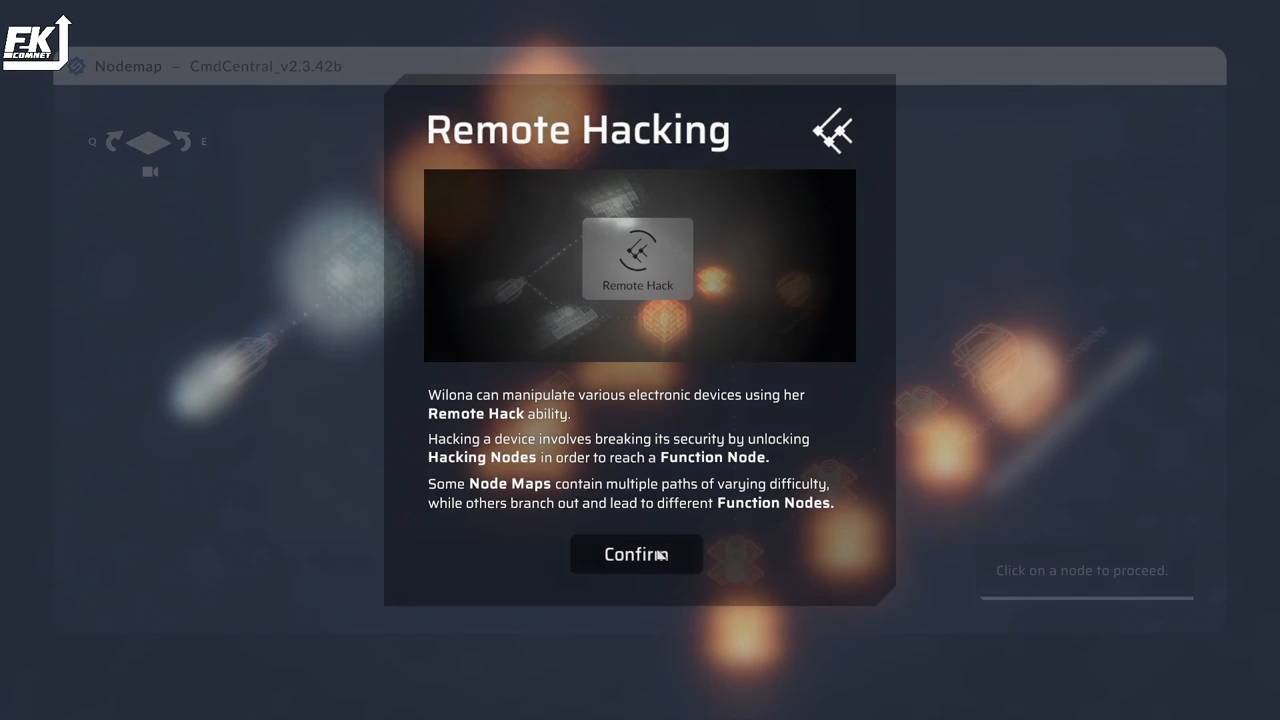 FK
COMNET
Nodemap – CmdCentral_v2.3.42b
Q E
Remote Hacking
Remote Hack
Wilona can manipulate various electronic devices using her
Remote Hack ability.
Hacking a device involves breaking its security by unlocking
Hacking Nodes in order to reach a Function Node.
Some Node Maps contain multiple paths of varying difficulty,
while others branch out and lead to different Function Nodes.
Confirm
Click on a node to proceed.